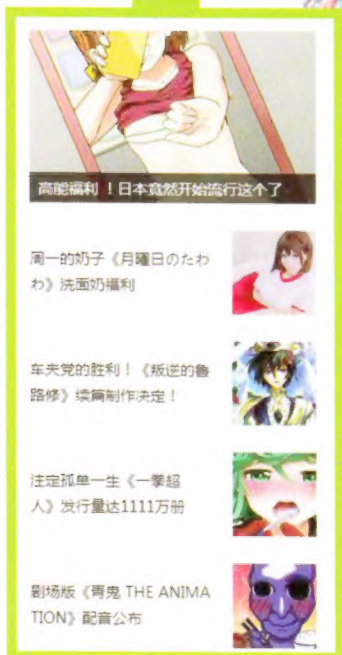 高能福利！日本竟然开始流行这个了
周一的奶子《月曜日のたわ
わ》洗面奶福利
车夫党的胜利！《叛逆的鲁
路修》续篇制作决定！
注定孤单一生《一拳超
人》发行量达1111万册
剧场版《青鬼 THE ANIMA
TION》配音公布